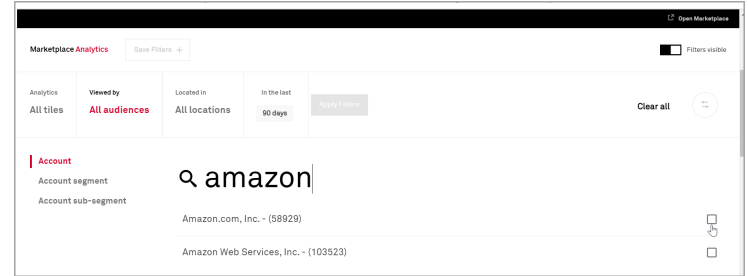 Open Marketplace
Marketplace Analytics
Save Filters +
Filters visible
Analytics
Viewed by
Located in
In the last
All tiles
All audiences
All locations
90 days
Apply Filters
Clear all
Account
Account segment
Account sub-segment
amazon
Amazon.com, Inc. - (58929)
Amazon Web Services, Inc. - (103523)